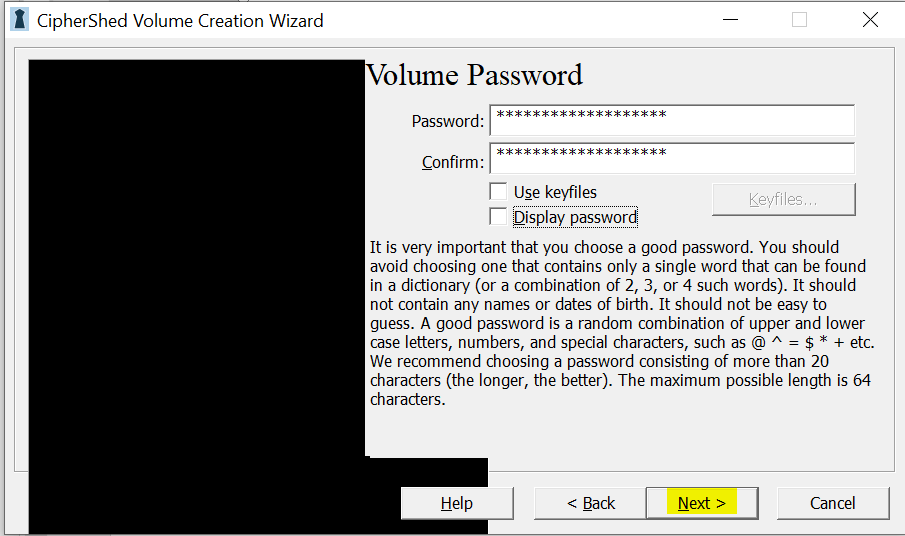 CipherShed Volume Creation Wizard
Volume Password
Password: *******************
Confirm: *******************
Use keyfiles
Keyfiles...
Display password
It is very important that you choose a good password. You should
avoid choosing one that contains only a single word that can be found
in a dictionary (or a combination of 2, 3, or 4 such words). It should
not contain any names or dates of birth. It should not be easy to
guess. A good password is a random combination of upper and lower
case letters, numbers, and special characters, such as @ ^ = $ * + etc.
We recommend choosing a password consisting of more than 20
characters (the longer, the better). The maximum possible length is 64
characters.
Help < Back Next > Cancel